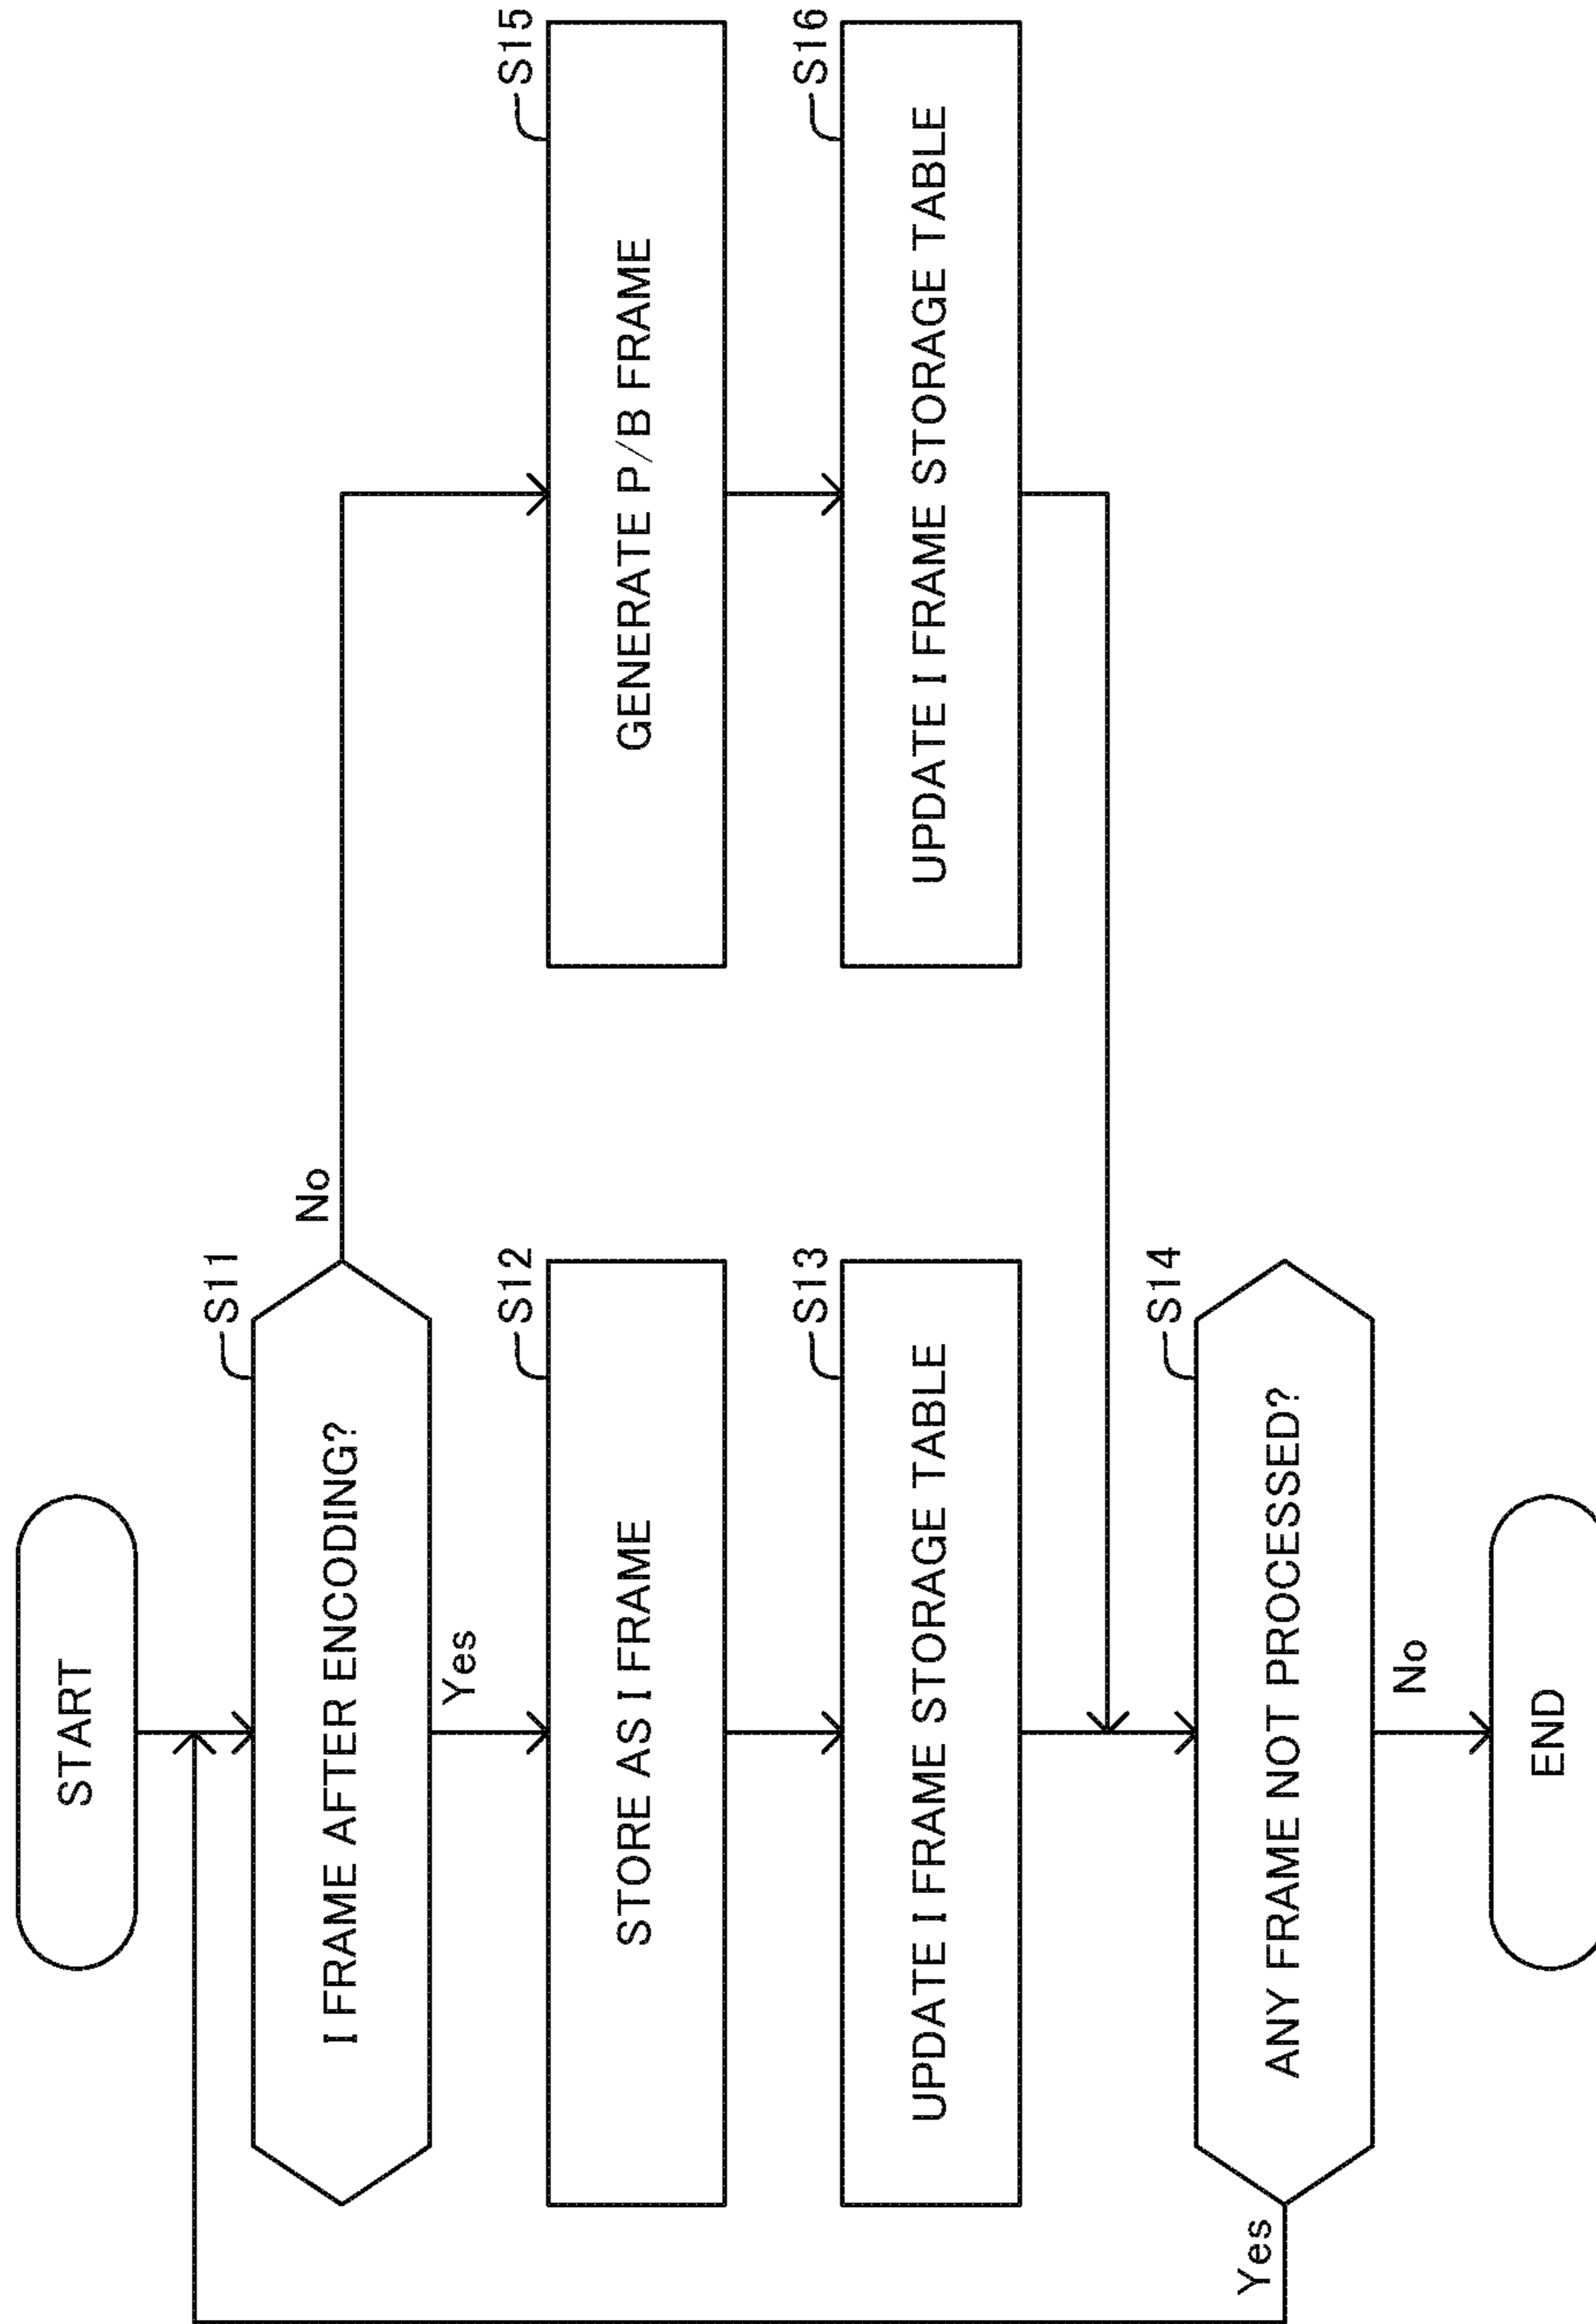 START
S11
I FRAME AFTER ENCODING?
No
Yes
S12
STORE AS I FRAME
S15
GENERATE P/B FRAME
S13
UPDATE I FRAME STORAGE TABLE
S16
UPDATE I FRAME STORAGE TABLE
S14
ANY FRAME NOT PROCESSED?
Yes
No
END